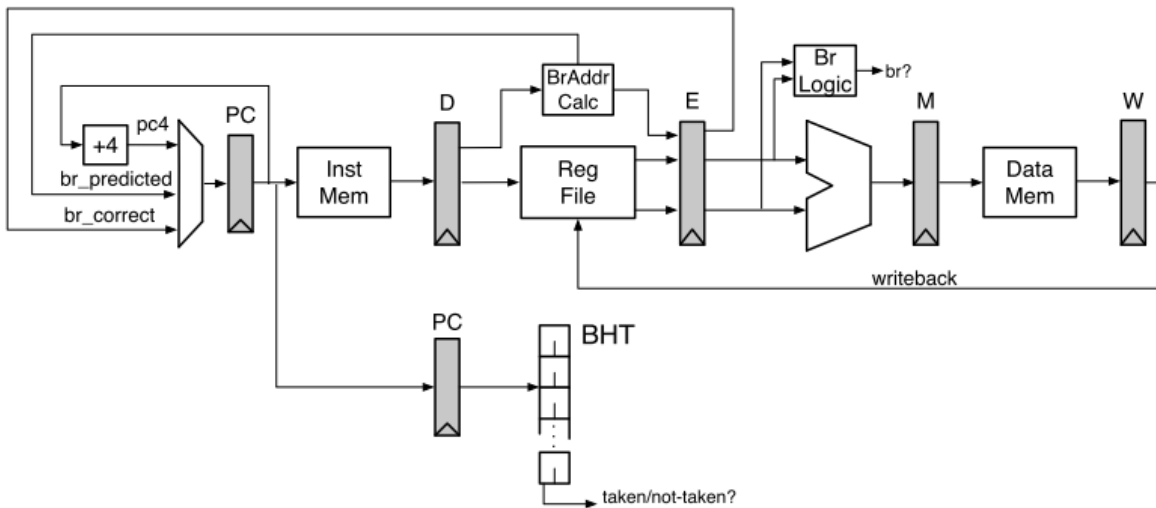 Br
Logic
br?
BrAddr
Calc
PC
D
E
M
W
+4
pc4
br_predicted
br_correct
Inst
Mem
Reg
File
Data
Mem
writeback
PC
BHT
taken/not-taken?